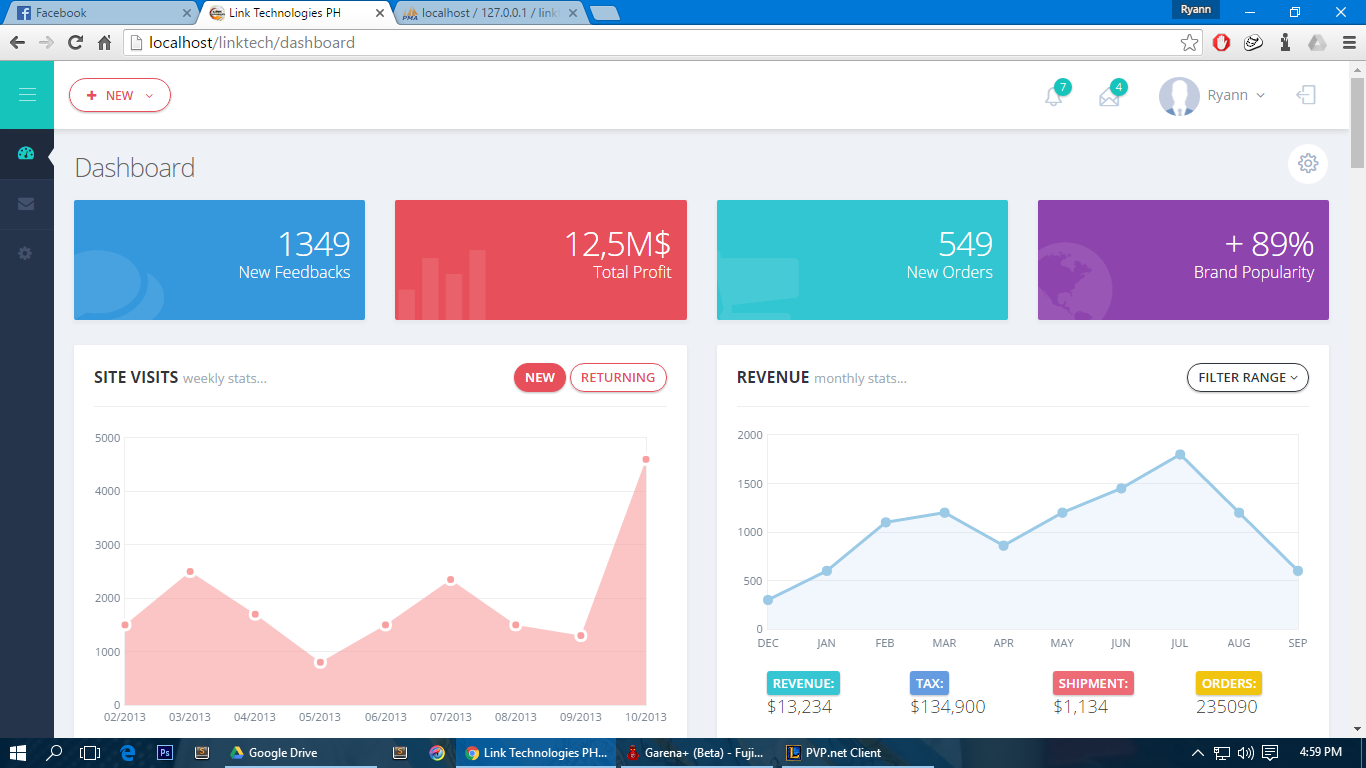 Facebook
Link Technologies PH
localhost / 127.0.0.1 / link
Ryann
localhost/linktech/dashboard
NEW
7
4
Ryann
Dashboard
1349
New Feedbacks
12,5M$
Total Profit
549
New Orders
+ 89%
Brand Popularity
SITE VISITS weekly stats...
NEW
RETURNING
5000
4000
3000
2000
1000
0
02/2013 03/2013 04/2013 05/2013 06/2013 07/2013 08/2013 09/2013 10/2013
REVENUE monthly stats...
FILTER RANGE
2000
1500
1000
500
0
DEC JAN FEB MAR APR MAY JUN JUL AUG SEP
REVENUE: TAX: SHIPMENT: ORDERS:
$13,234 $134,900 $1,134 235090
Ps
Google Drive
Link Technologies PH...
Garena+ (Beta) - Fuji...
PVP.net Client
4:59 PM